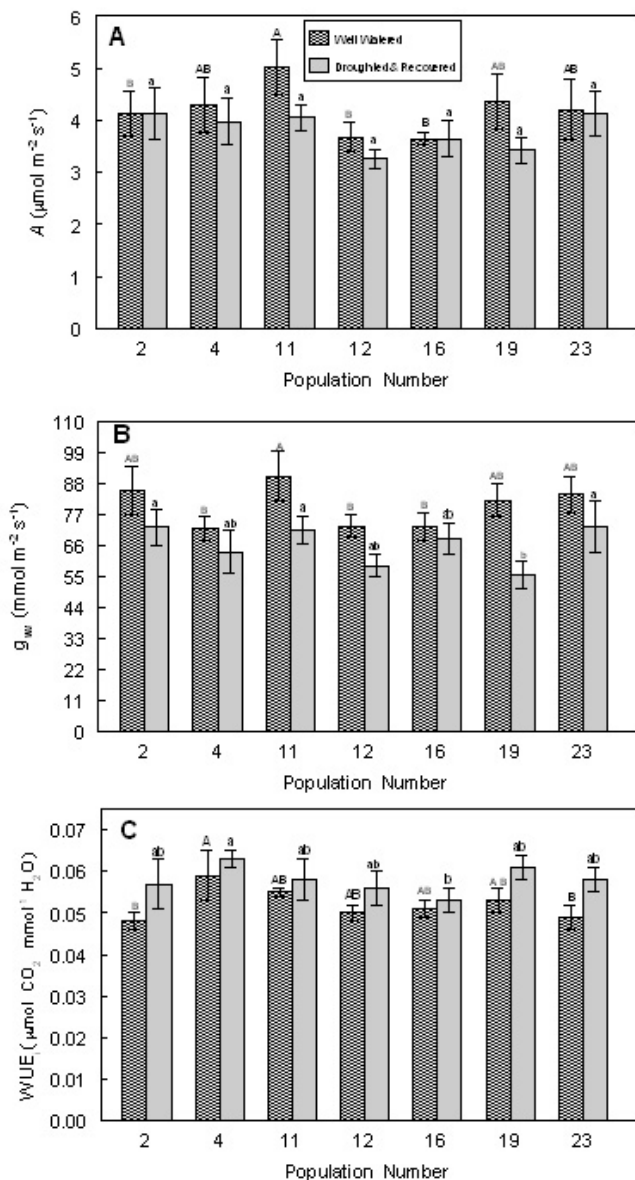 A
Well Watered
Droughted & Recovered
6
5
4
3
2
1
0
A (μmol m⁻² s⁻¹)
B a AB a A a B a B a AB a AB a
2 4 11 12 16 19 23
Population Number
B
110
99
88
77
66
55
44
33
22
11
0
g_w (mmol m⁻² s⁻¹)
AB a B ab A a B ab B ab AB b AB a
2 4 11 12 16 19 23
Population Number
C
0.07
0.06
0.05
0.04
0.03
0.02
0.01
0.00
WUE_i (μmol CO₂ mmol⁻¹ H₂O)
B ab A a AB ab AB ab AB b AB ab B ab
2 4 11 12 16 19 23
Population Number